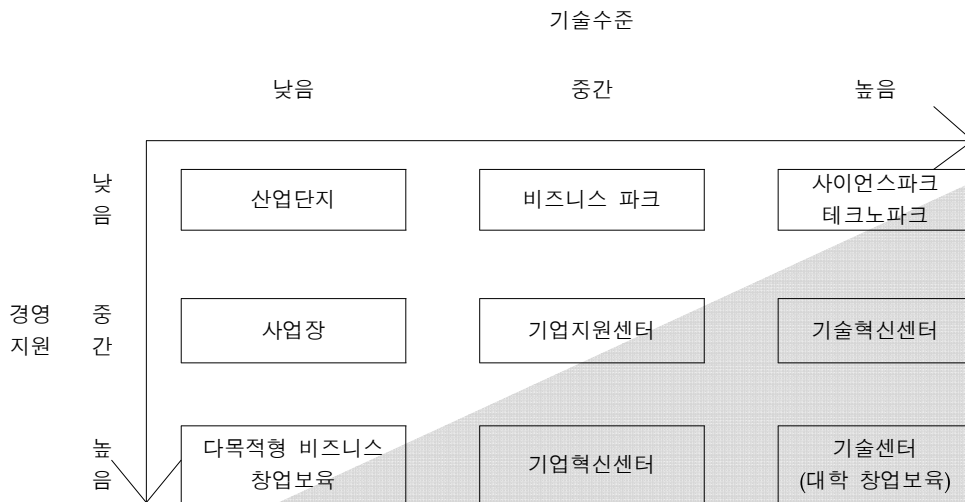 기술수준
낮음 중간 높음
낮음
산업단지 비즈니스 파크 사이언스파크
테크노파크
경영
지원
중간
사업장 기업지원센터 기술혁신센터
높음
다목적형 비즈니스
창업보육
기업혁신센터
기술센터
(대학 창업보육)